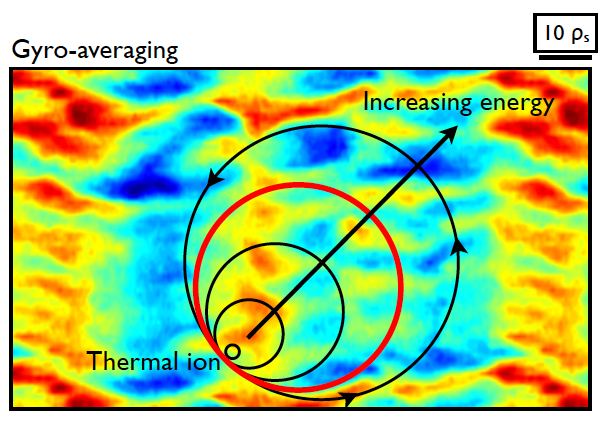 10 ρs
Gyro-averaging
Increasing energy
Thermal ion